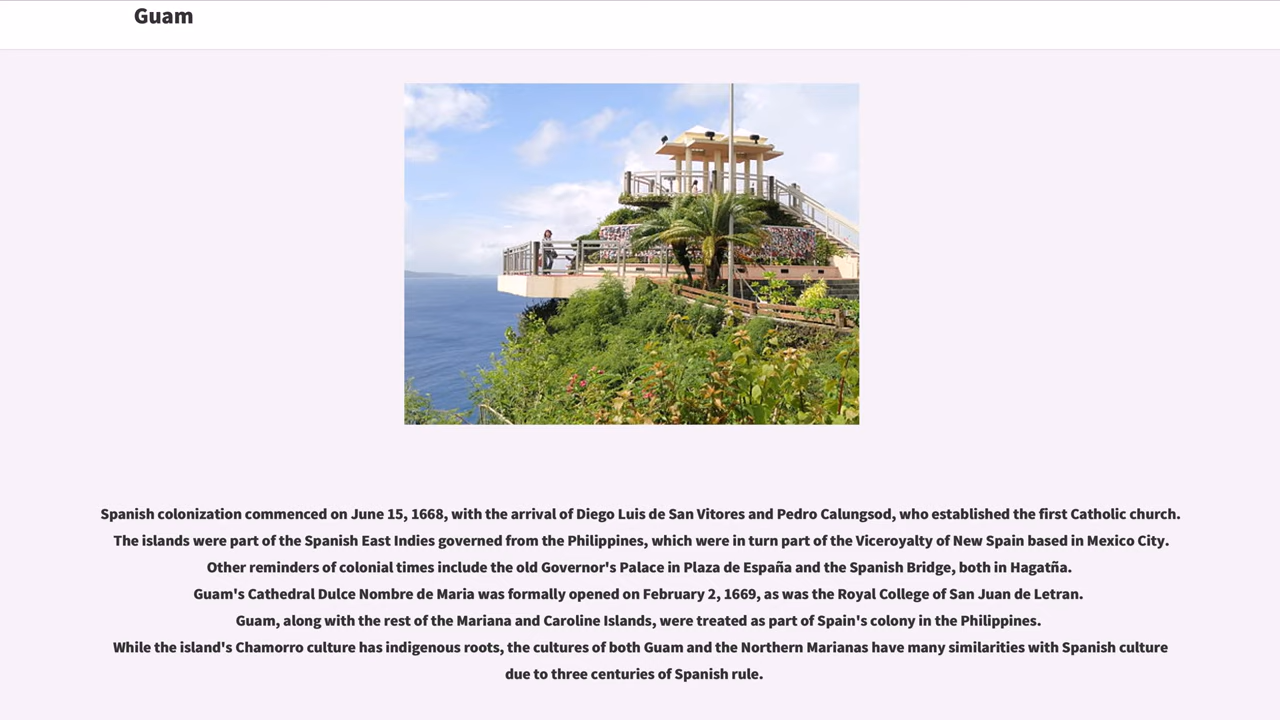 Guam
Spanish colonization commenced on June 15, 1668, with the arrival of Diego Luis de San Vitores and Pedro Calungsod, who established the first Catholic church.
The islands were part of the Spanish East Indies governed from the Philippines, which were in turn part of the Viceroyalty of New Spain based in Mexico City.
Other reminders of colonial times include the old Governor's Palace in Plaza de España and the Spanish Bridge, both in Hagatña.
Guam's Cathedral Dulce Nombre de Maria was formally opened on February 2, 1669, as was the Royal College of San Juan de Letran.
Guam, along with the rest of the Mariana and Caroline Islands, were treated as part of Spain's colony in the Philippines.
While the island's Chamorro culture has indigenous roots, the cultures of both Guam and the Northern Marianas have many similarities with Spanish culture
due to three centuries of Spanish rule.